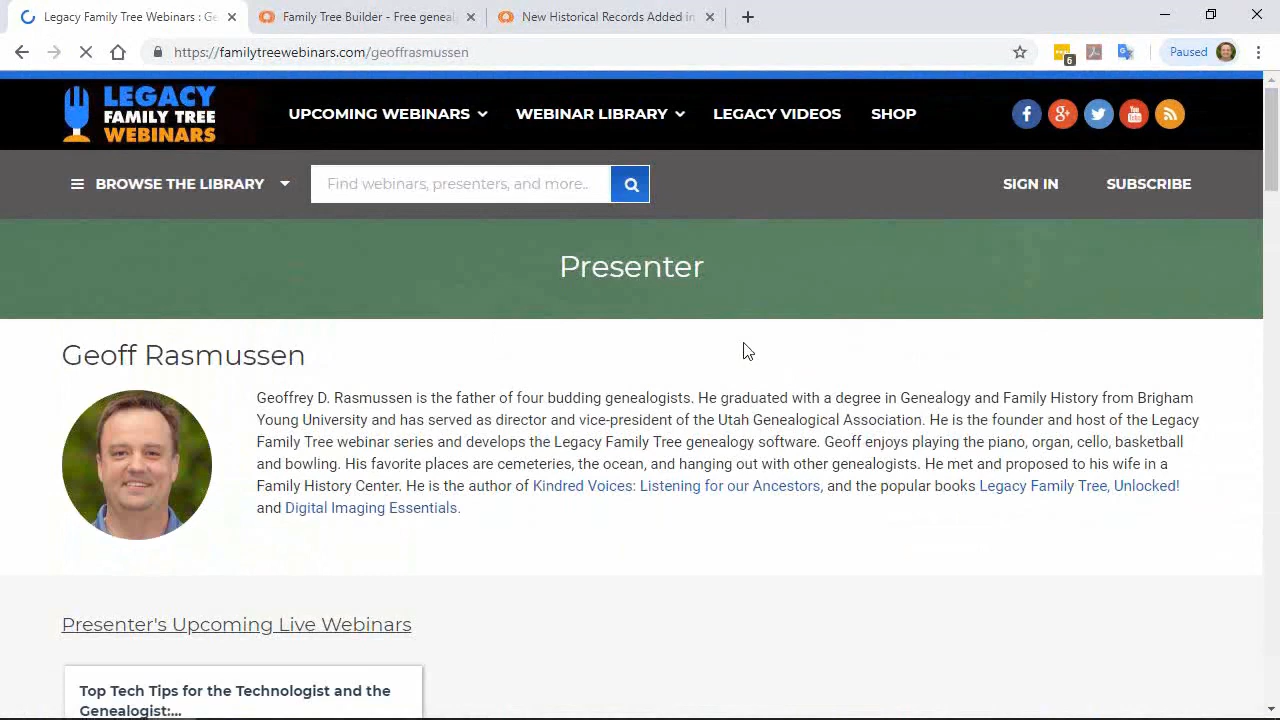 Legacy Family Tree Webinars : Ge
Family Tree Builder - Free geneal
New Historical Records Added in
https://familytreewebinars.com/geoffrasmussen
6
Paused
LEGACY
FAMILY TREE
WEBINARS
UPCOMING WEBINARS
WEBINAR LIBRARY
LEGACY VIDEOS
SHOP
BROWSE THE LIBRARY
Find webinars, presenters, and more..
SIGN IN
SUBSCRIBE
Presenter
Geoff Rasmussen
Geoffrey D. Rasmussen is the father of four budding genealogists. He graduated with a degree in Genealogy and Family History from Brigham
Young University and has served as director and vice-president of the Utah Genealogical Association. He is the founder and host of the Legacy
Family Tree webinar series and develops the Legacy Family Tree genealogy software. Geoff enjoys playing the piano, organ, cello, basketball
and bowling. His favorite places are cemeteries, the ocean, and hanging out with other genealogists. He met and proposed to his wife in a
Family History Center. He is the author of Kindred Voices: Listening for our Ancestors, and the popular books Legacy Family Tree, Unlocked!
and Digital Imaging Essentials.
Presenter's Upcoming Live Webinars
Top Tech Tips for the Technologist and the
Genealogist:...